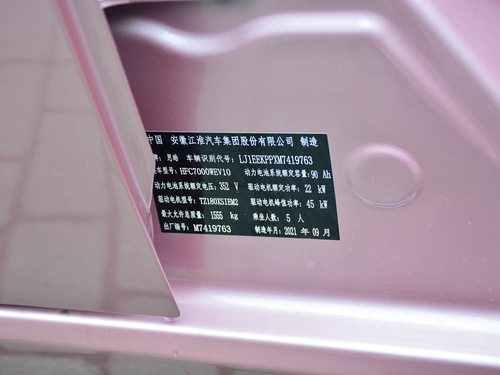 中国 安徽江淮汽车集团股份有限公司 制造
牌: 思皓 车辆识别代号: LJ1EEKPPXM7419763
车型号: HFC7000WEV10 动力电池系统额定容量: 90 Ah
动力电池系统额定电压: 352 V 驱动电机额定功率: 22 kW
驱动电机型号: TZ180XSIEM2 驱动电机峰值功率: 45 kW
最大允许总质量: 1555 kg 乘坐人数: 5 人
出厂编号: M7419763 制造年月: 2021 年 09 月